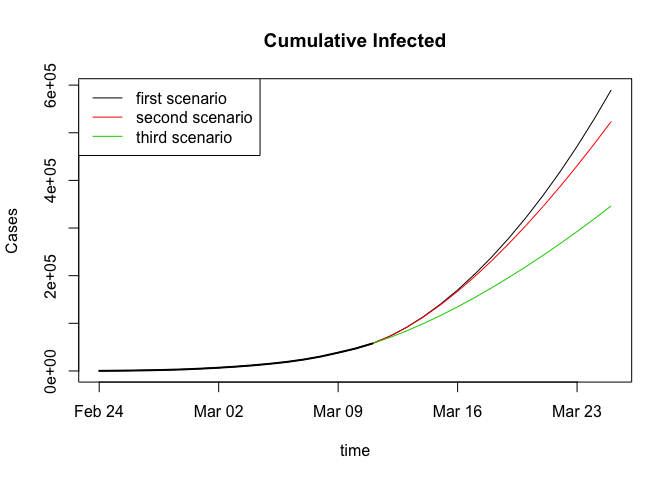 Cumulative Infected
first scenario
second scenario
third scenario
6e+05
4e+05
2e+05
0e+00
Cases
Feb 24
Mar 02
Mar 09
Mar 16
Mar 23
time